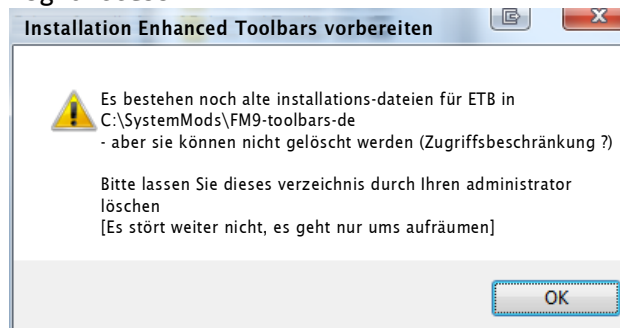 Installation Enhanced Toolbars vorbereiten
Es bestehen noch alte installations-dateien für ETB in
C:\SystemMods\FM9-toolbars-de
- aber sie können nicht gelöscht werden (Zugriffsbeschränkung ?)
Bitte lassen Sie dieses verzeichnis durch Ihren administrator
löschen
[Es stört weiter nicht, es geht nur ums aufräumen]
OK